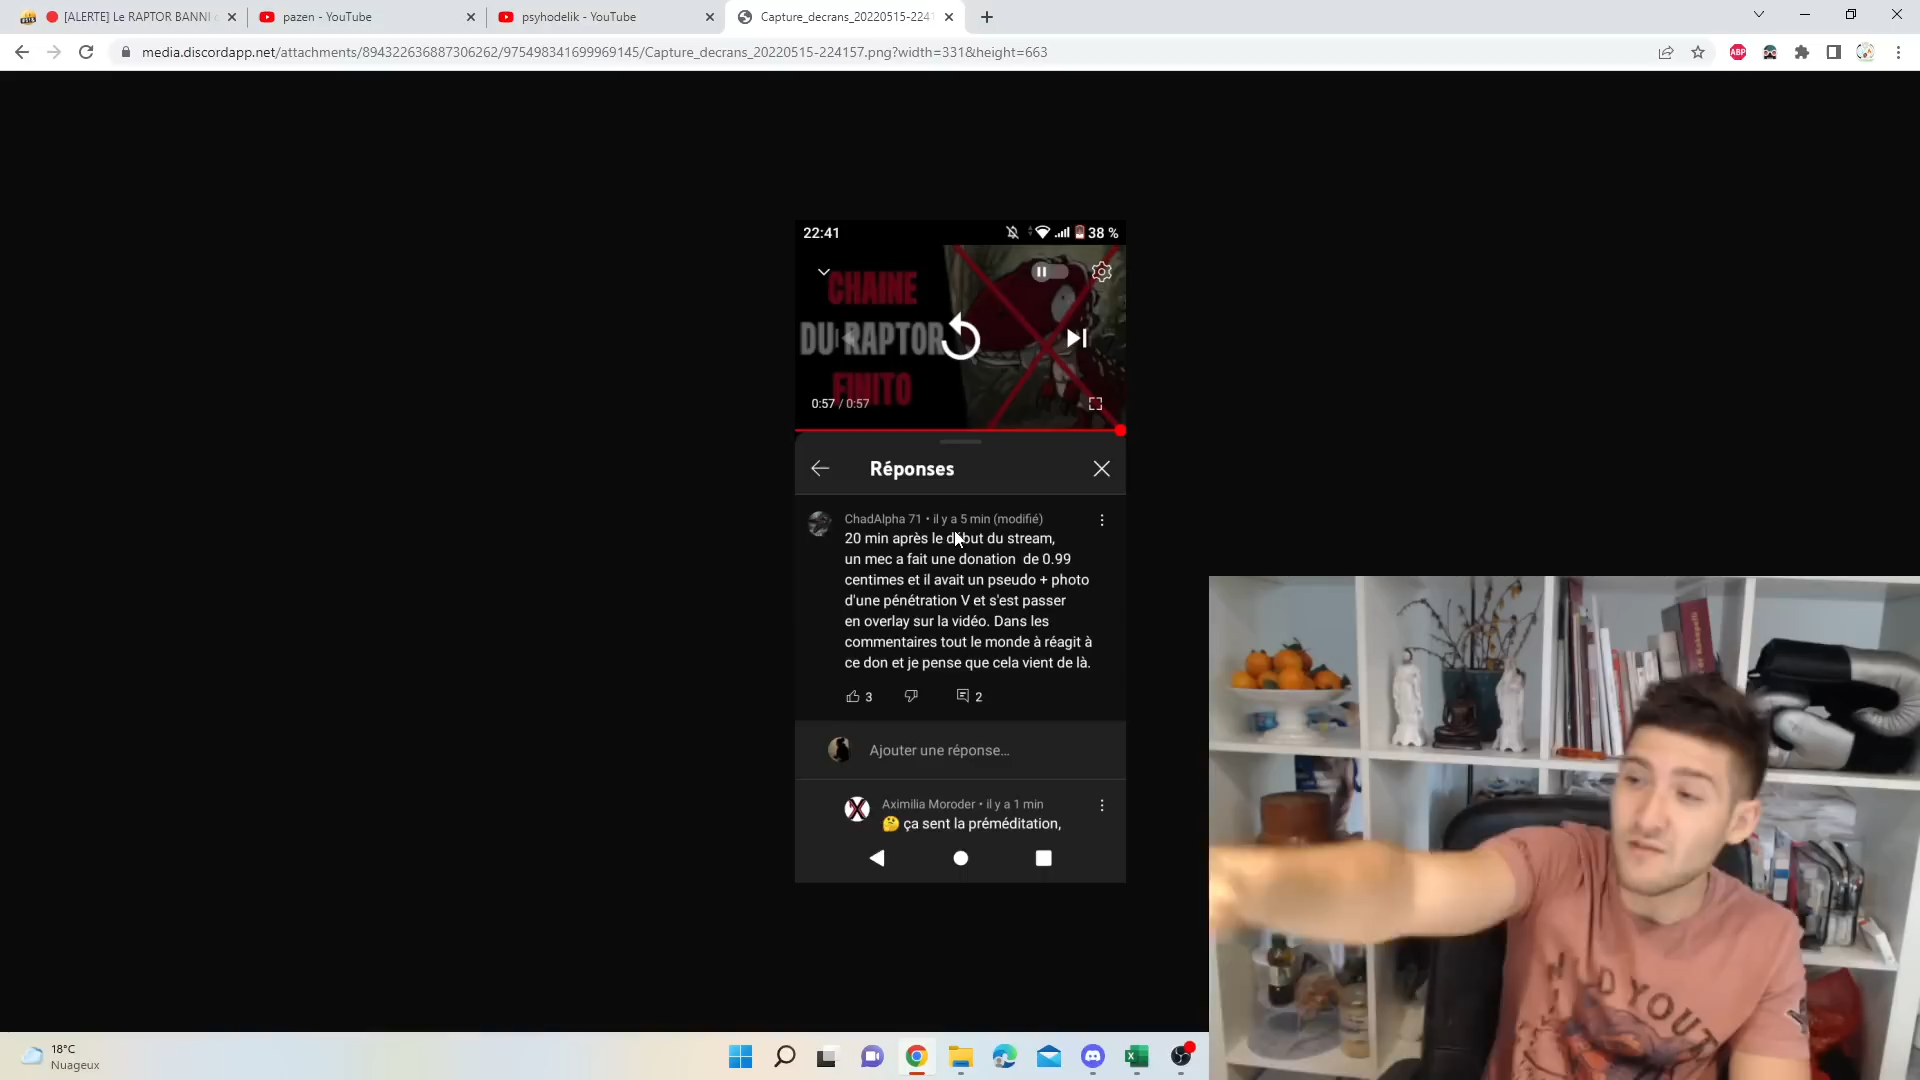 [ALERTE] Le RAPTOR BANNI
pazen - YouTube
psyhodelik - YouTube
Capture_decrans_20220515-2241
media.discordapp.net/attachments/894322636887306262/975498341699969145/Capture_decrans_20220515-224157.png?width=331&height=663
ABP
22:41
38 %
CHAINE
DU RAPTOR
FINITO
0:57 / 0:57
Réponses
ChadAlpha 71 • il y a 5 min (modifié)
20 min après le début du stream,
un mec a fait une donation de 0.99
centimes et il avait un pseudo + photo
d'une pénétration V et s'est passer
en overlay sur la vidéo. Dans les
commentaires tout le monde à réagit à
ce don et je pense que cela vient de là.
3
2
Ajouter une réponse...
Aximilia Moroder • il y a 1 min
🤔 ça sent la préméditation,
18°C
Nuageux